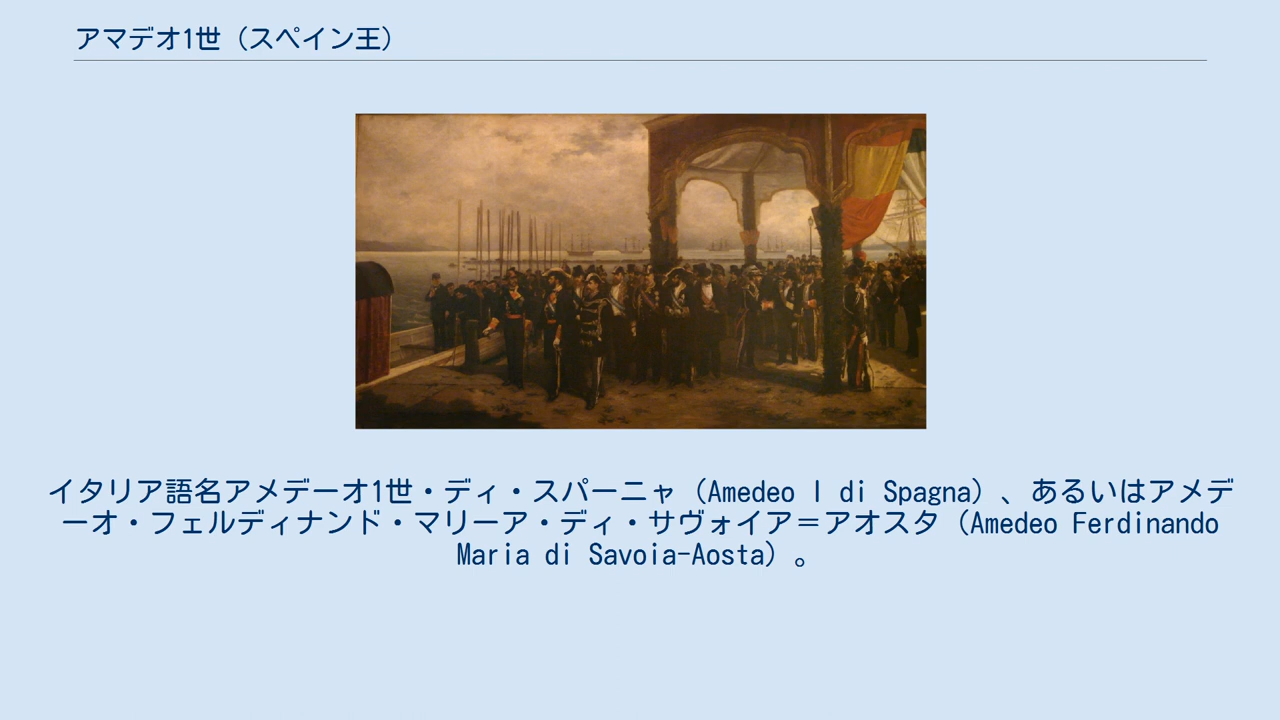 アマデオ1世（スペイン王）
イタリア語名アメデーオ1世・ディ・スパーニャ（Amedeo I di Spagna）、あるいはアメデ
ーオ・フェルディナンド・マリーア・ディ・サヴォイア＝アオスタ（Amedeo Ferdinando
Maria di Savoia-Aosta）。